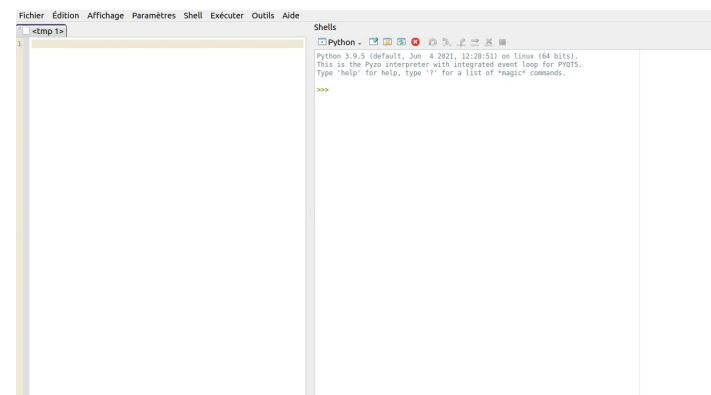 Fichier Édition Affichage Paramètres Shell Exécuter Outils Aide
<tmp 1>
1
Shells
Python
Python 3.9.5 (default, Jun 4 2021, 12:28:51) on linux (64 bits).
This is the Pyzo interpreter with integrated event loop for PYQT5.
Type 'help' for help, type '?' for a list of *magic* commands.
>>>